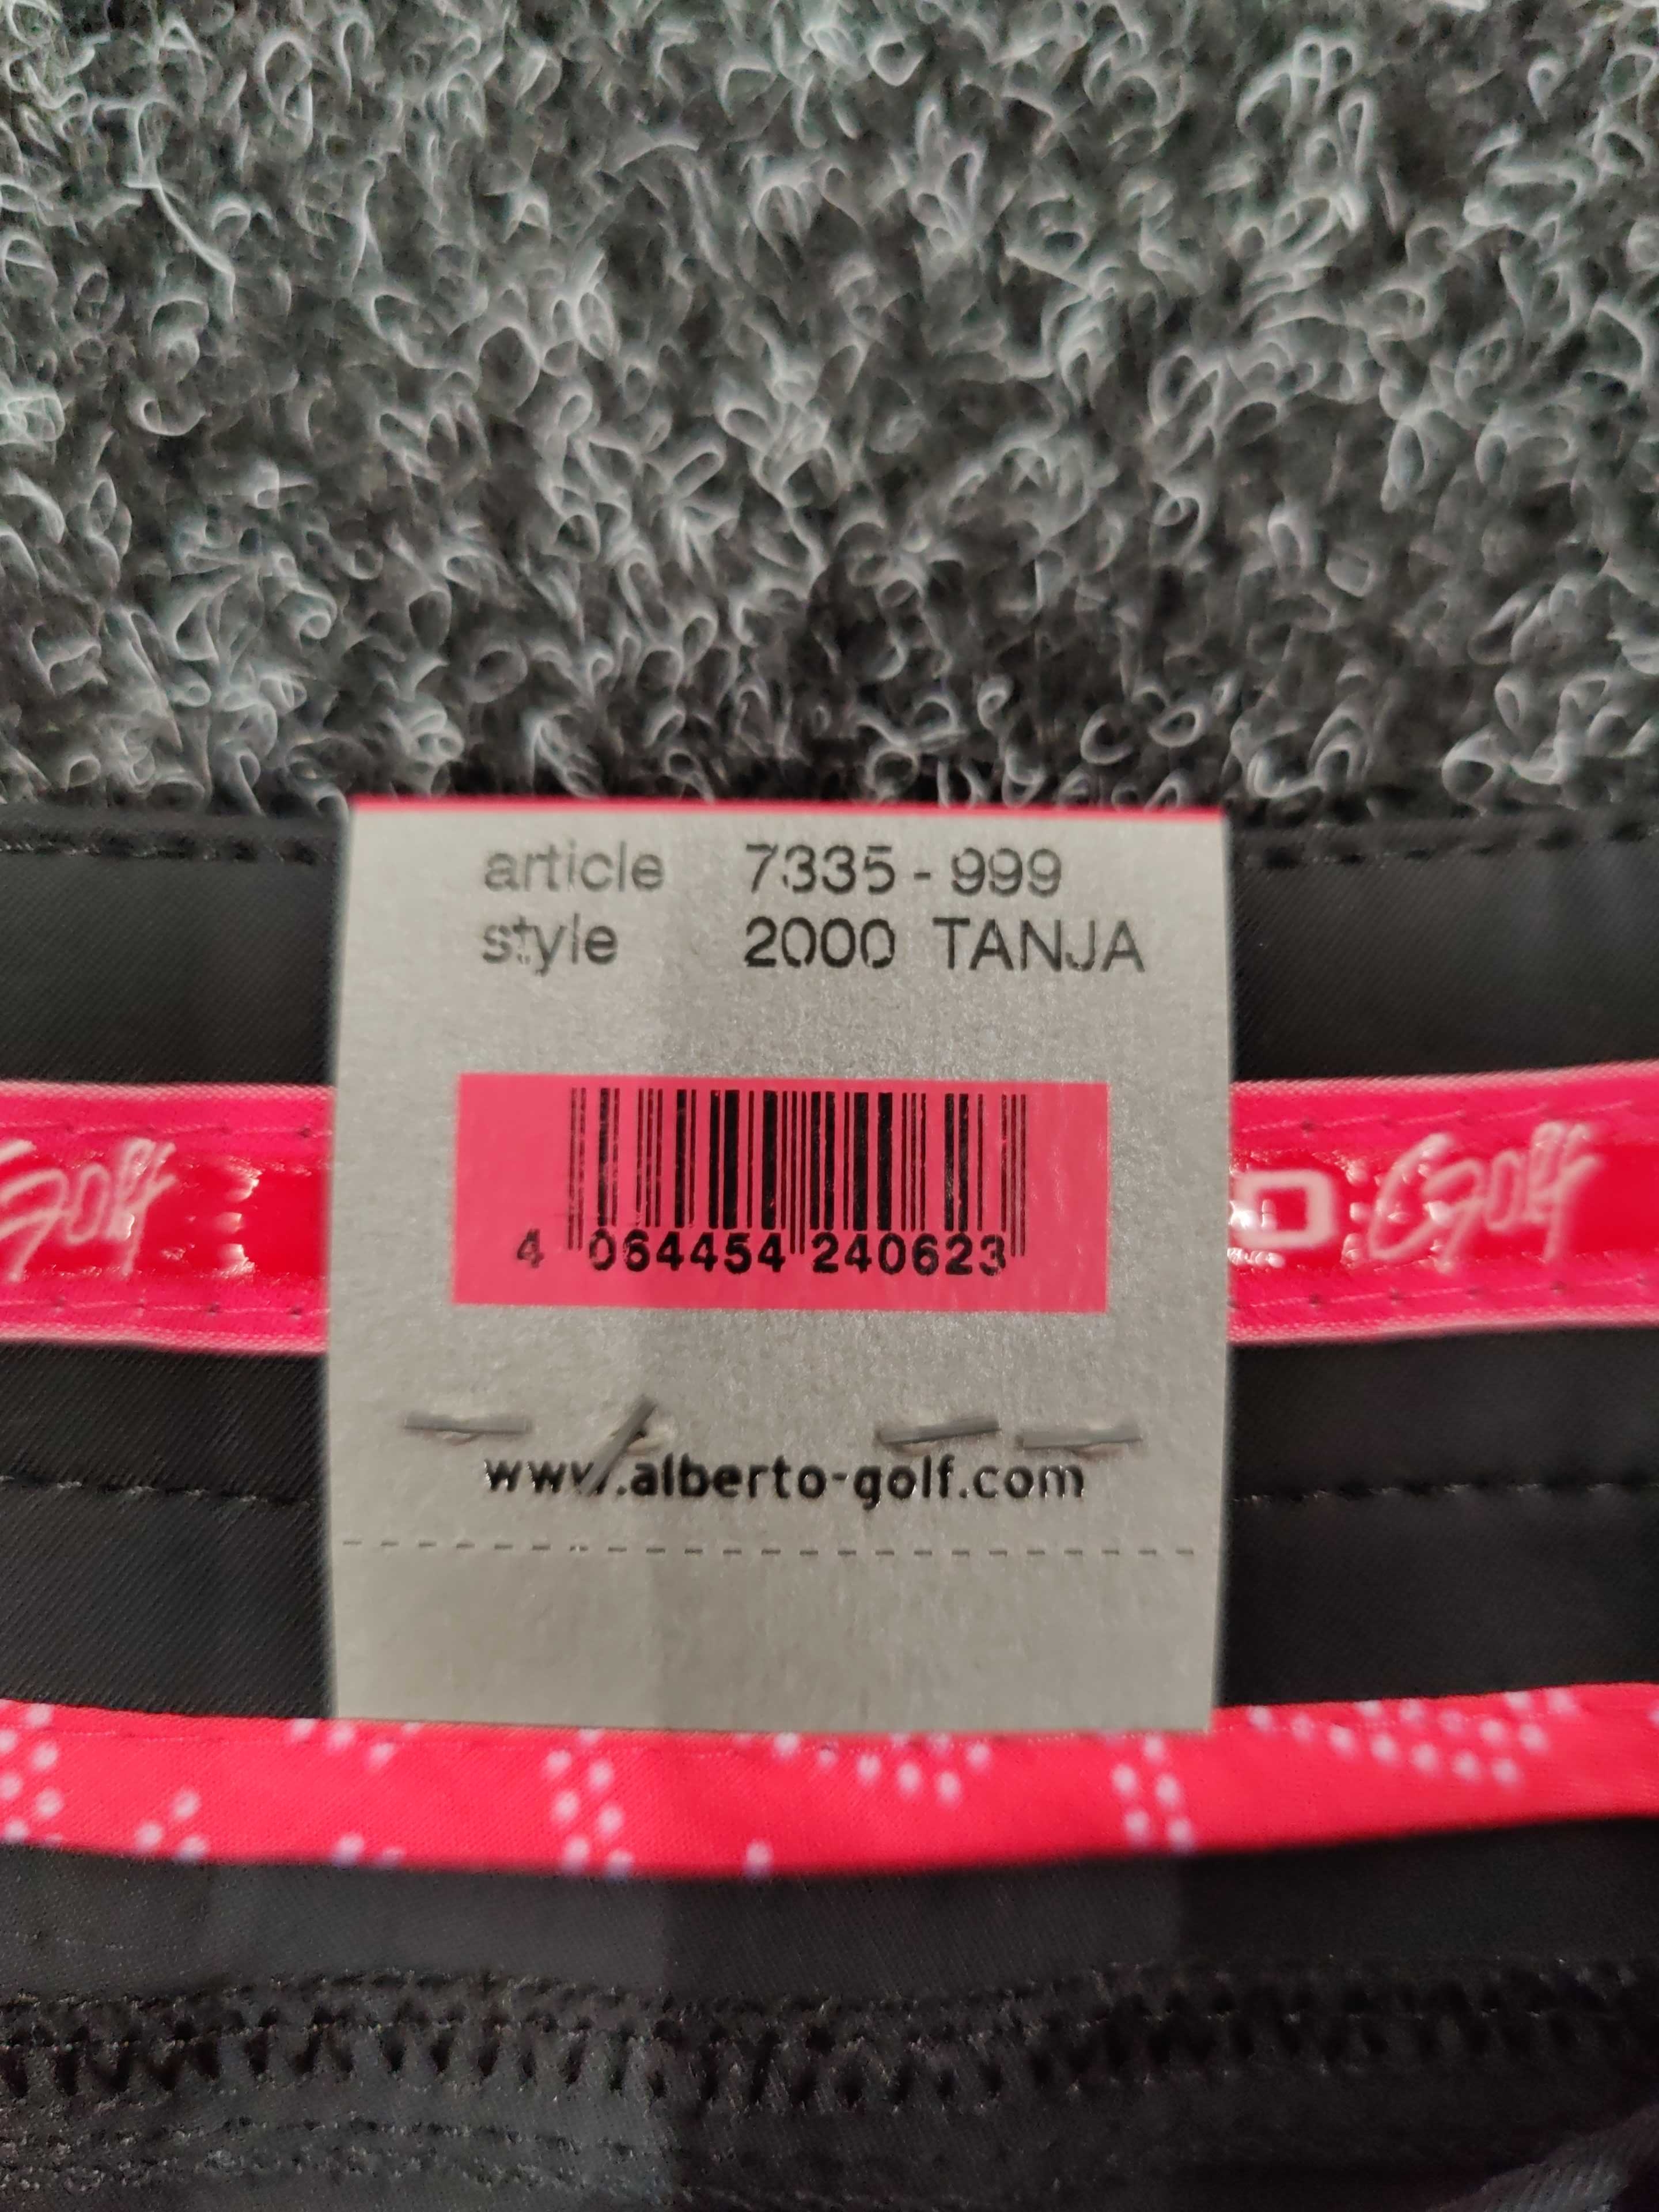 article 7335-999
style 2000 TANJA
4 064454 240623
Golf
O Golf
www.alberto-golf.com